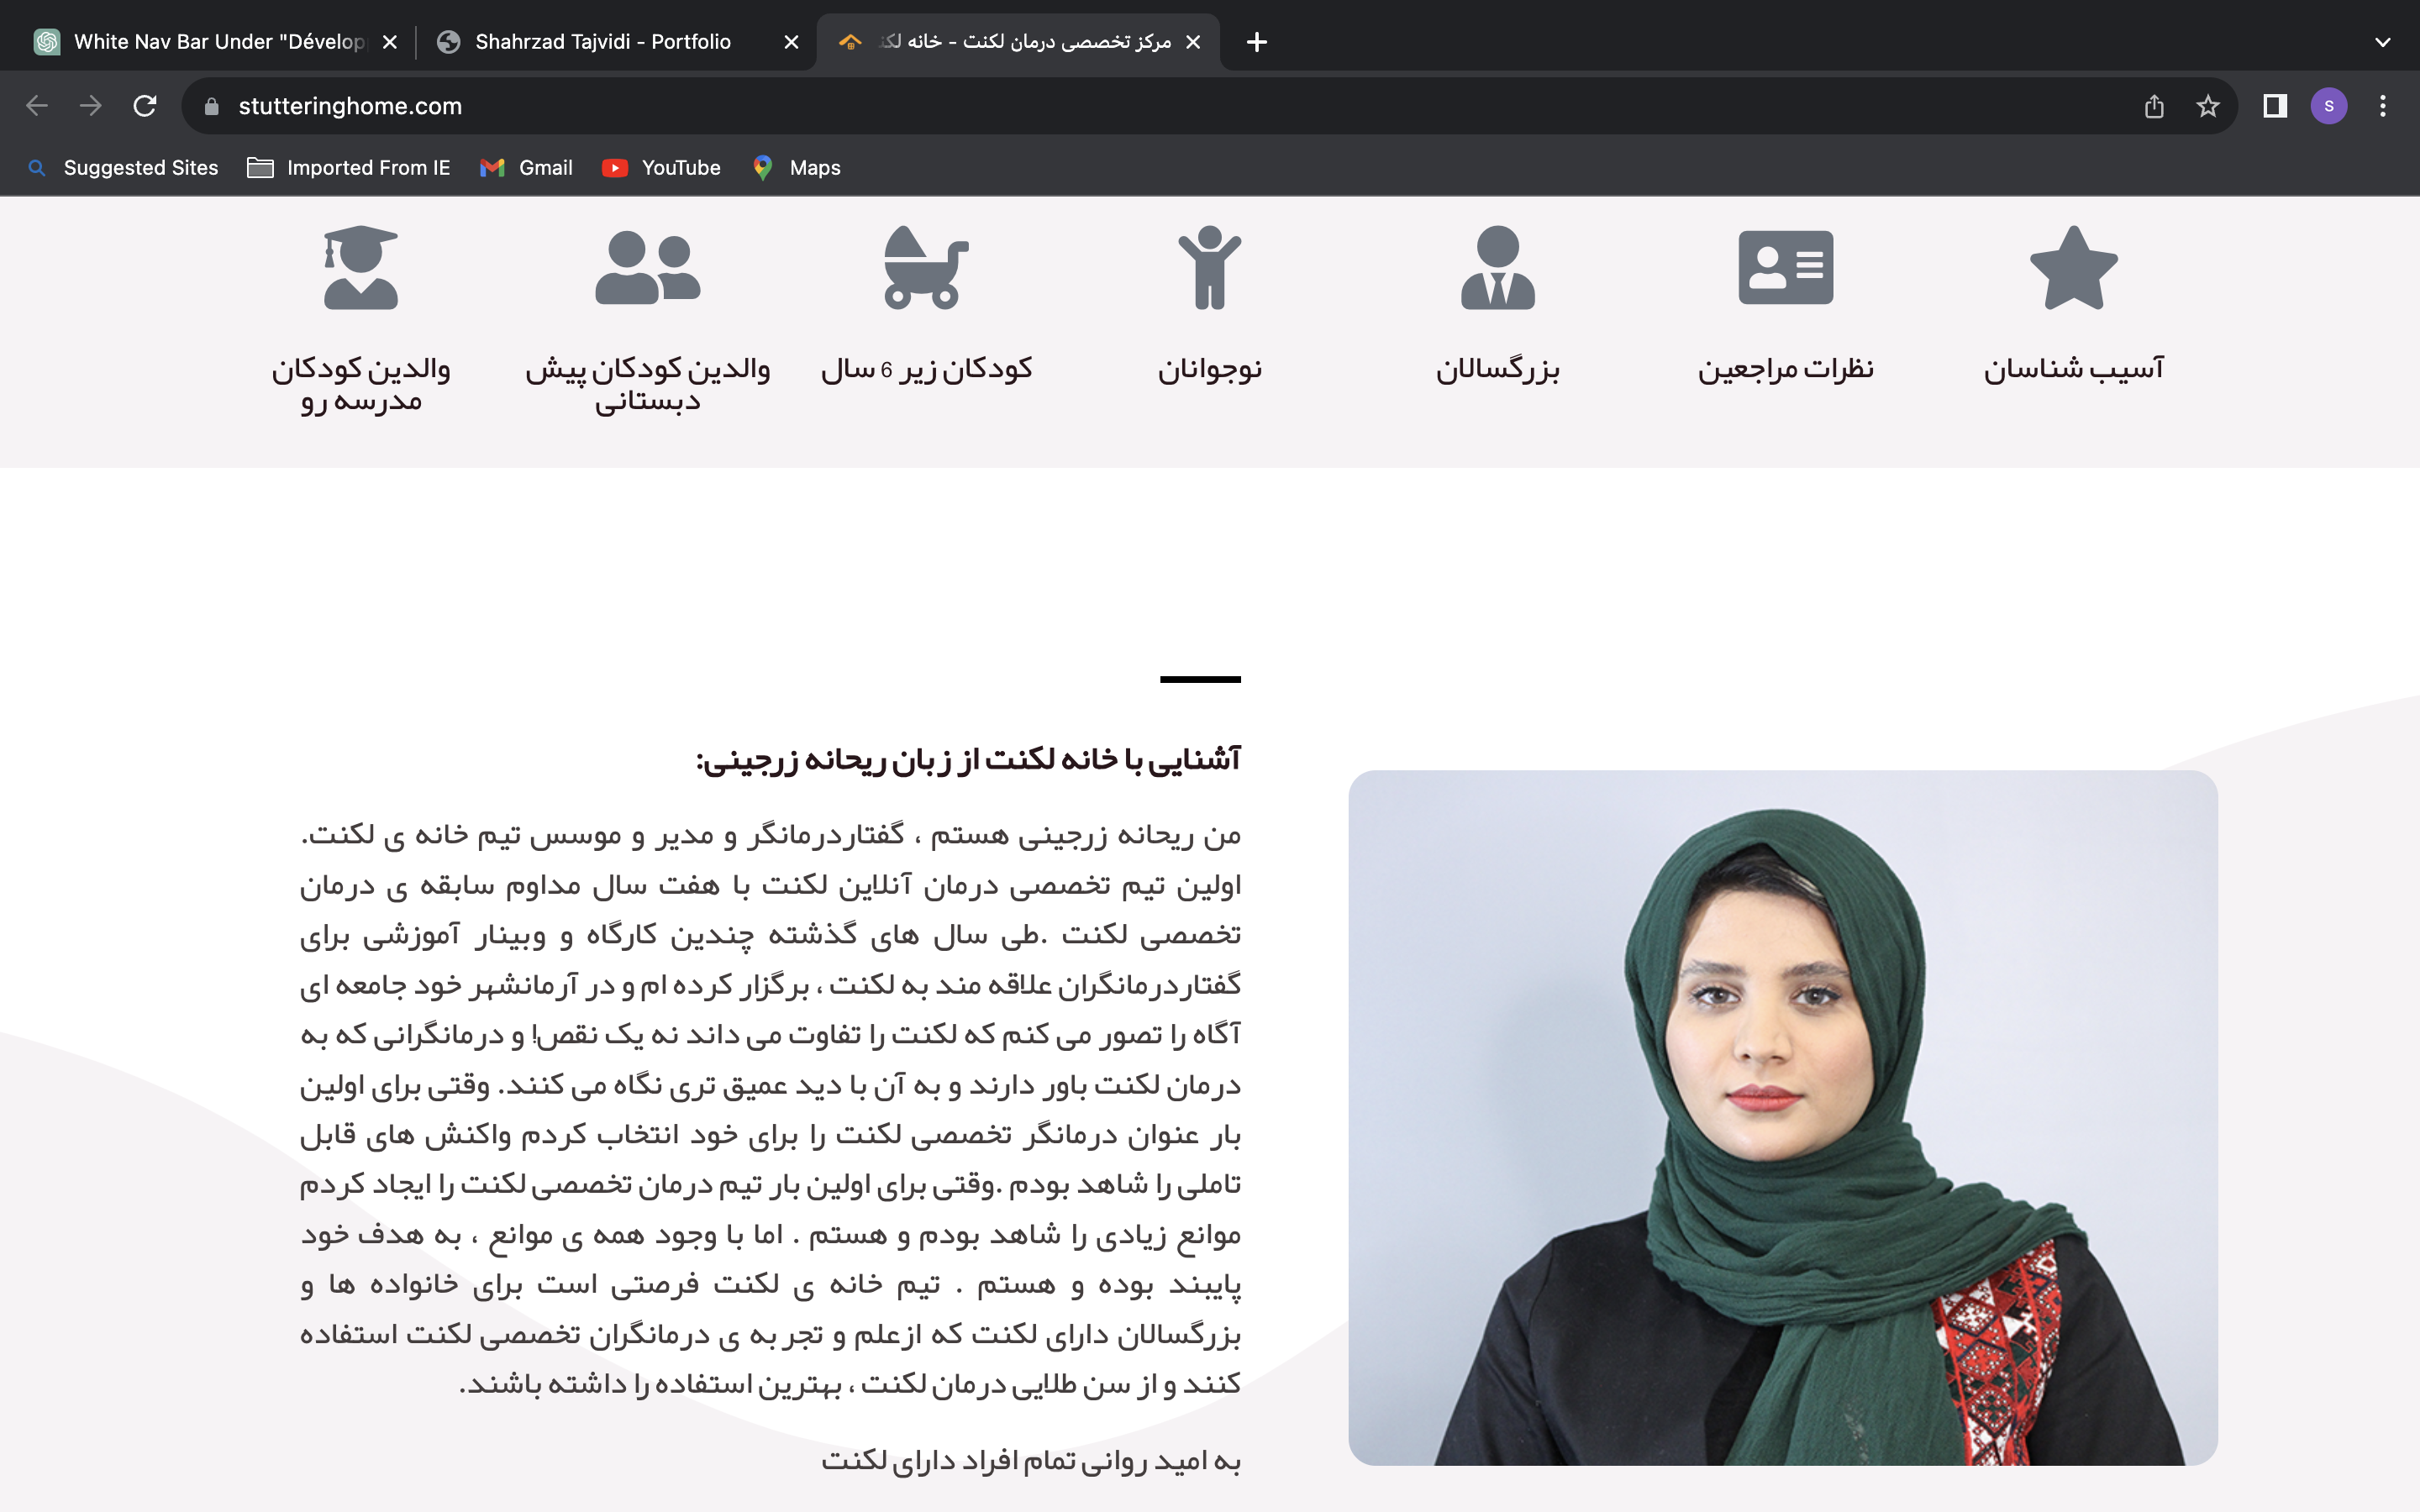 White Nav Bar Under "Dévelop
Shahrzad Tajvidi - Portfolio
مرکز تخصصی درمان لکنت - خانه لکن
stutteringhome.com
S
Suggested Sites
Imported From IE
Gmail
YouTube
Maps
آسیب شناسان
نظرات مراجعین
بزرگسالان
نوجوانان
کودکان زیر 6 سال
والدین کودکان پیش
دبستانی
والدین کودکان
مدرسه رو
آشنایی با خانه لکنت از زبان ریحانه زرجینی:
من ریحانه زرجینی هستم ، گفتاردرمانگر و مدیر و موسس تیم خانه ی لکنت.
اولین تیم تخصصی درمان آنلاین لکنت با هفت سال مداوم سابقه ی درمان
تخصصی لکنت .طی سال های گذشته چندین کارگاه و وبینار آموزشی برای
گفتاردرمانگران علاقه مند به لکنت ، برگزار کرده ام و در آرمانشهر خود جامعه ای
آگاه را تصور می کنم که لکنت را تفاوت می داند نه یک نقص! و درمانگرانی که به
درمان لکنت باور دارند و به آن با دید عمیق تری نگاه می کنند. وقتی برای اولین
بار عنوان درمانگر تخصصی لکنت را برای خود انتخاب کردم واکنش های قابل
تاملی را شاهد بودم .وقتی برای اولین بار تیم درمان تخصصی لکنت را ایجاد کردم
موانع زیادی را شاهد بودم و هستم . اما با وجود همه ی موانع ، به هدف خود
پایبند بوده و هستم . تیم خانه ی لکنت فرصتی است برای خانواده ها و
بزرگسالان دارای لکنت که ازعلم و تجربه ی درمانگران تخصصی لکنت استفاده
کنند و از سن طلایی درمان لکنت ، بهترین استفاده را داشته باشند.
به امید روانی تمام افراد دارای لکنت